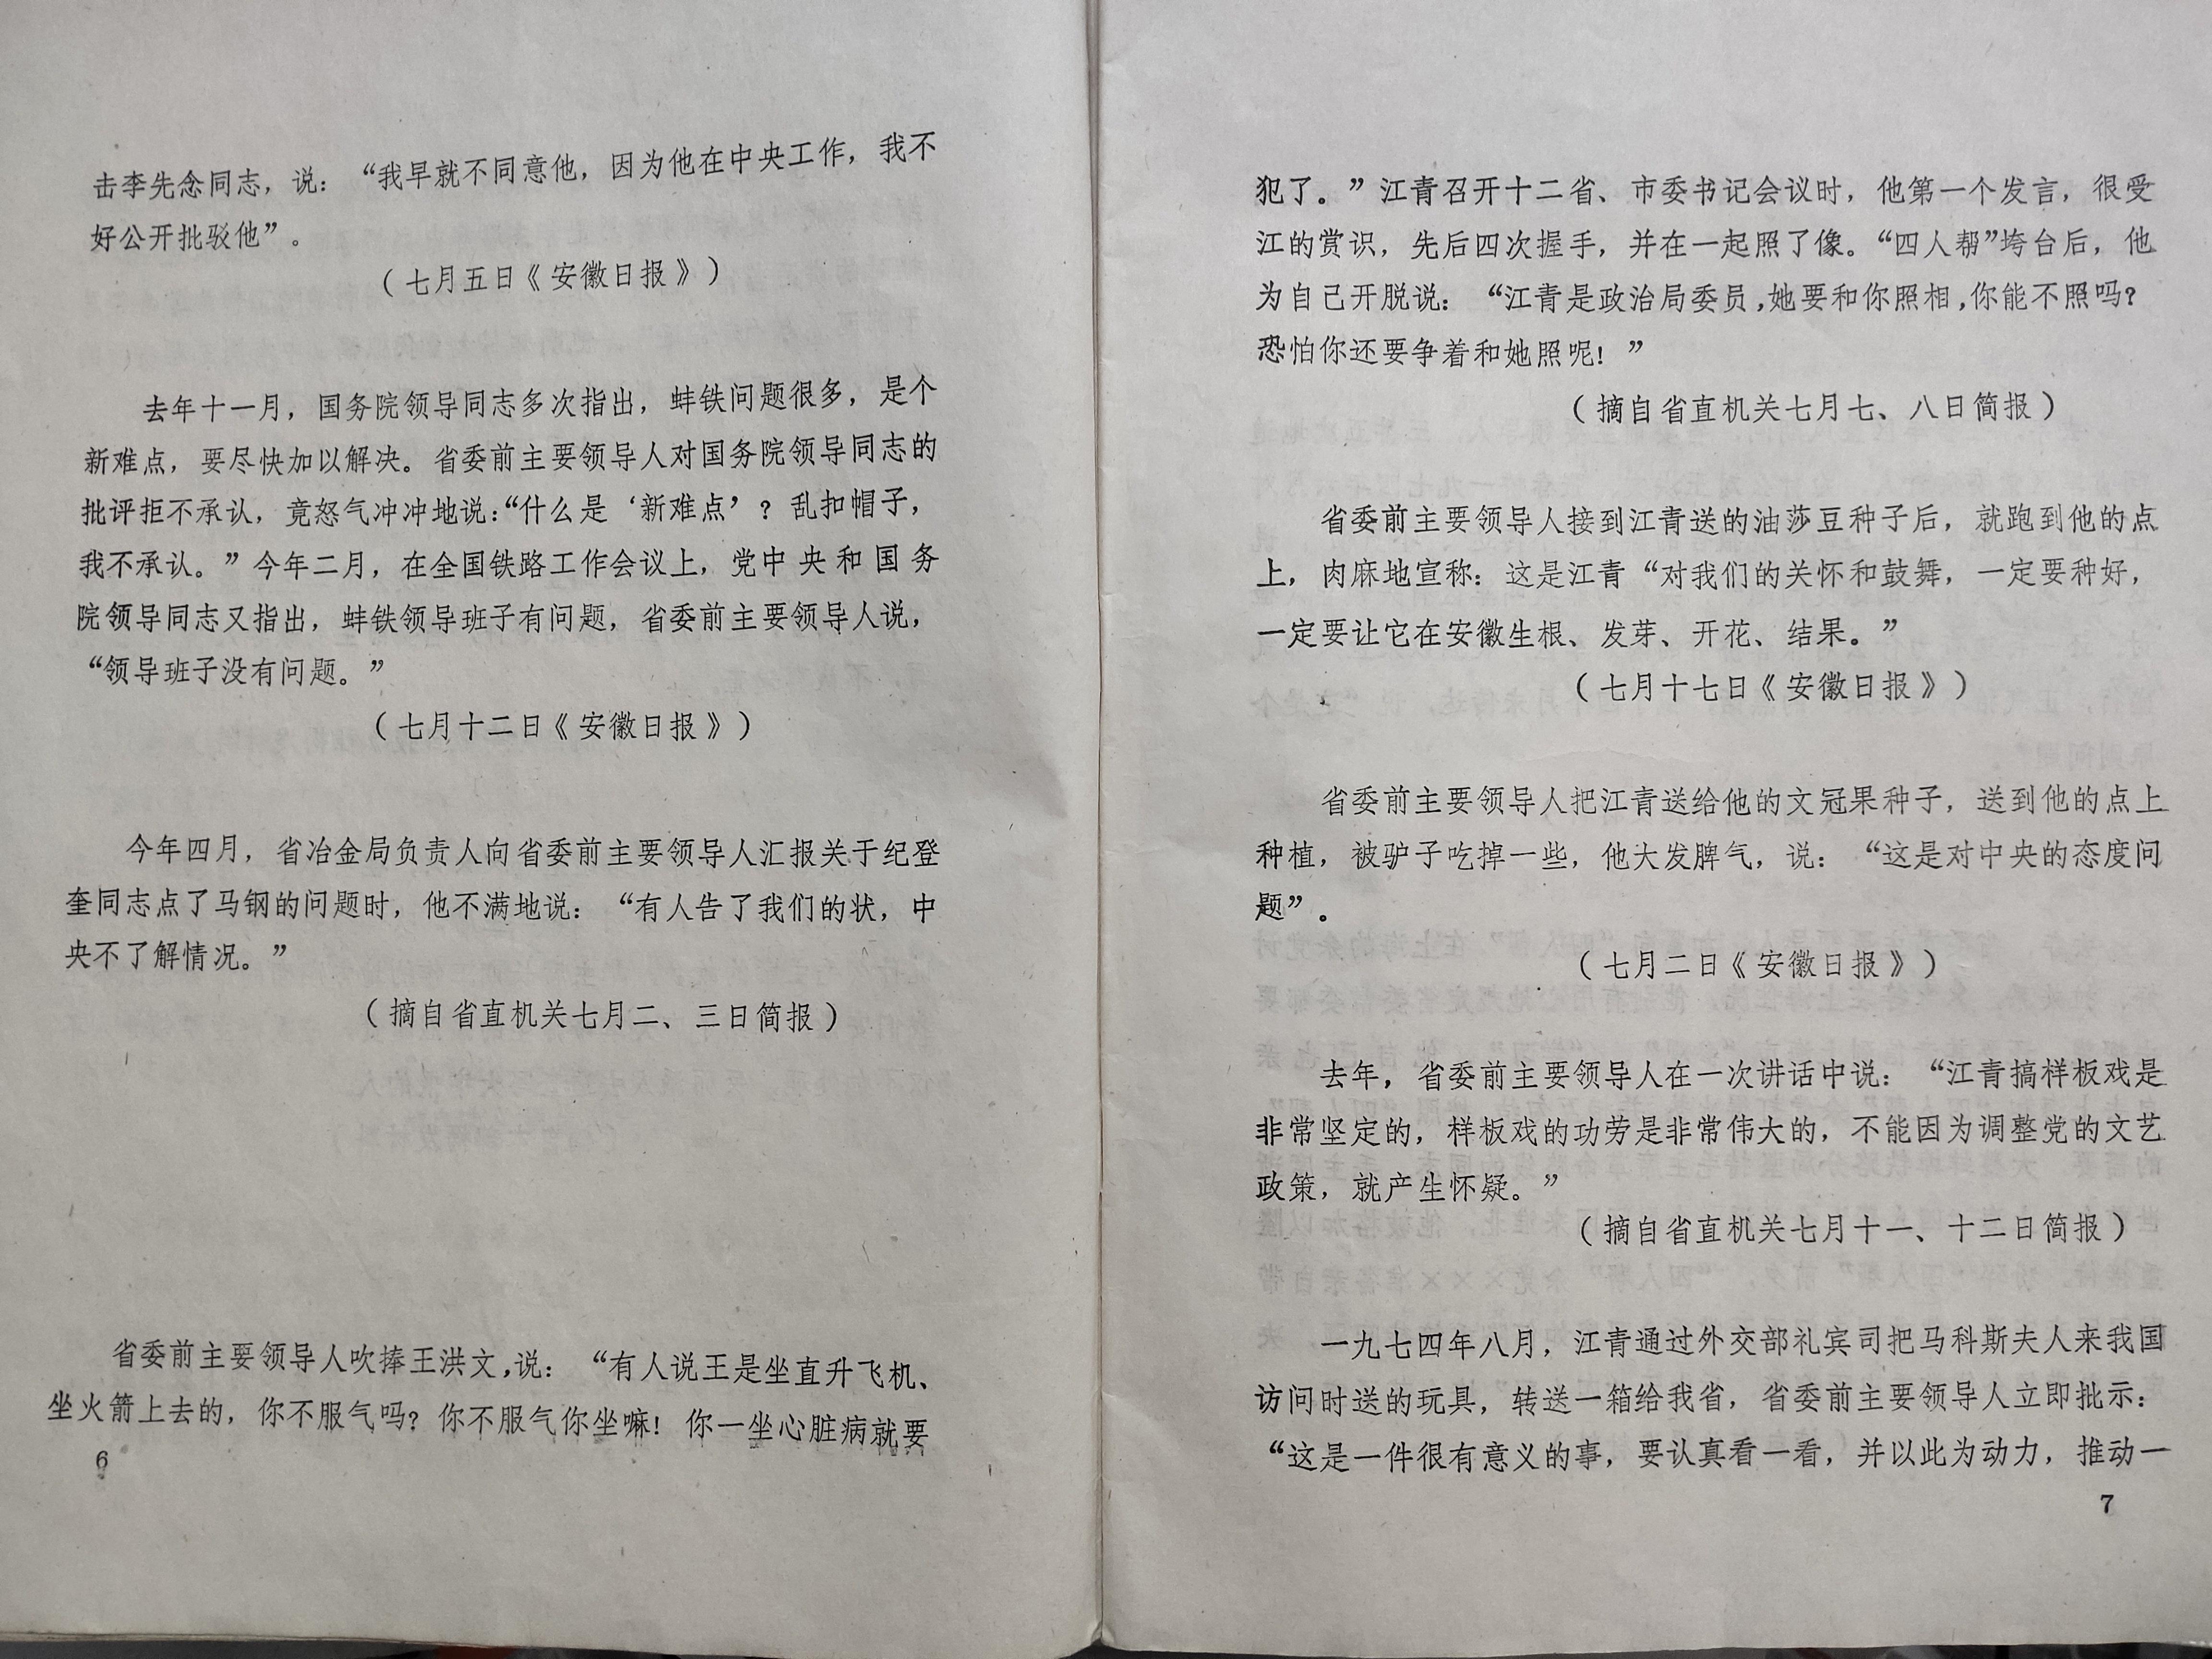 击李先念同志，说：“我早就不同意他，因为他在中央工作，我不
好公开批驳他”。
（七月五日《安徽日报》）
去年十一月，国务院领导同志多次指出，蚌铁问题很多，是个
新难点，要尽快加以解决。省委前主要领导人对国务院领导同志的
批评拒不承认，竟怒气冲冲地说：“什么是‘新难点’？乱扣帽子，
我不承认。”今年二月，在全国铁路工作会议上，党中央和国务
院领导同志又指出，蚌铁领导班子有问题，省委前主要领导人说，
“领导班子没有问题。”
（七月十二日《安徽日报》）
今年四月，省冶金局负责人向省委前主要领导人汇报关于纪登
奎同志点了马钢的问题时，他不满地说：“有人告了我们的状，中
央不了解情况。”
（摘自省直机关七月二、三日简报）
省委前主要领导人吹捧王洪文，说：“有人说王是坐直升飞机、
坐火箭上去的，你不服气吗？你不服气你坐嘛！你一坐心脏病就要
6
犯了。”江青召开十二省、市委书记会议时，他第一个发言，很受
江的赏识，先后四次握手，并在一起照了像。“四人帮”垮台后，他
为自己开脱说：“江青是政治局委员，她要和你照相，你能不照吗？
恐怕你还要争着和她照呢！”
（摘自省直机关七月七、八日简报）
省委前主要领导人接到江青送的油莎豆种子后，就跑到他的点
上，肉麻地宣称：这是江青“对我们的关怀和鼓舞，一定要种好，
一定要让它在安徽生根、发芽、开花、结果。”
（七月十七日《安徽日报》）
省委前主要领导人把江青送给他的文冠果种子，送到他的点上
种植，被驴子吃掉一些，他大发脾气，说：“这是对中央的态度问
题”。
（七月二日《安徽日报》）
去年，省委前主要领导人在一次讲话中说：“江青搞样板戏是
非常坚定的，样板戏的功劳是非常伟大的，不能因为调整党的文艺
政策，就产生怀疑。”
（摘自省直机关七月十一、十二日简报）
一九七四年八月，江青通过外交部礼宾司把马科斯夫人来我国
访问时送的玩具，转送一箱给我省，省委前主要领导人立即批示：
“这是一件很有意义的事，要认真看一看，并以此为动力，推动一
7